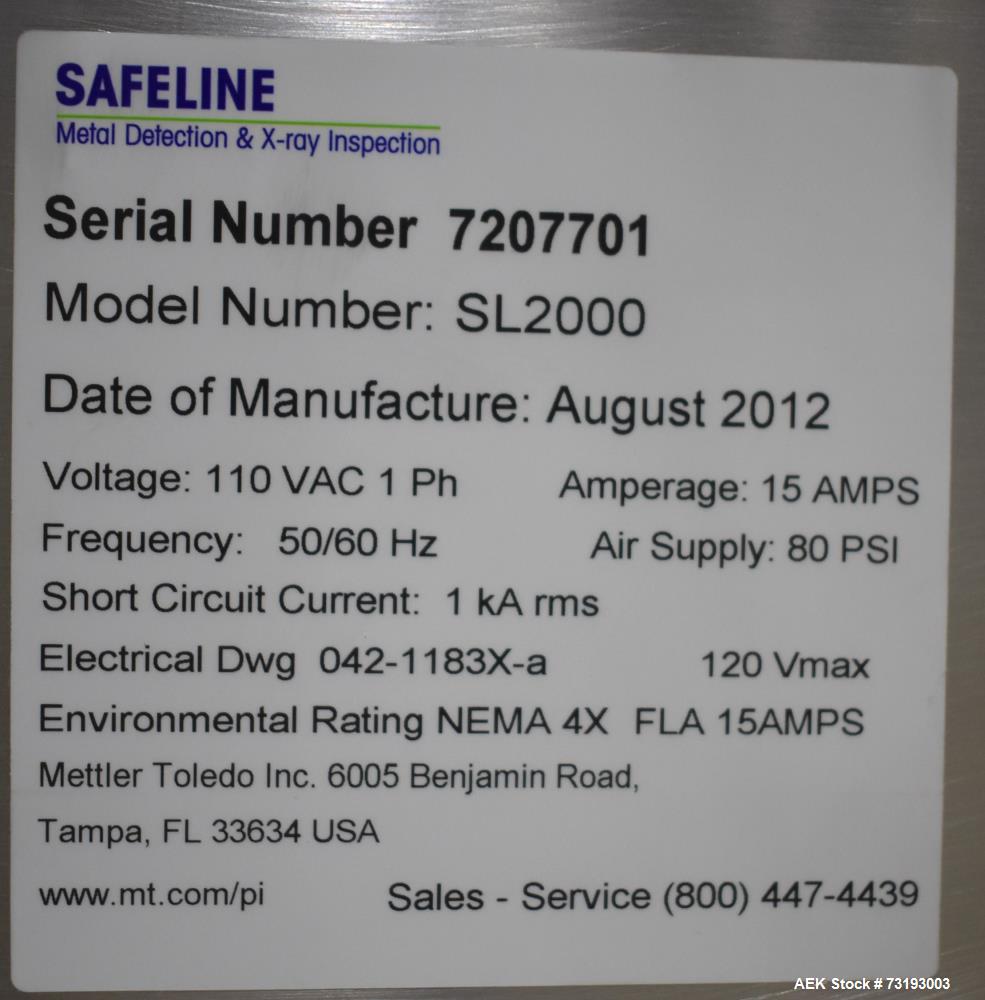 SAFELINE
Metal Detection & X-ray Inspection
Serial Number 7207701
Model Number: SL2000
Date of Manufacture: August 2012
Voltage: 110 VAC 1 Ph Amperage: 15 AMPS
Frequency: 50/60 Hz Air Supply: 80 PSI
Short Circuit Current: 1 kA rms
Electrical Dwg 042-1183X-a 120 Vmax
Environmental Rating NEMA 4X FLA 15AMPS
Mettler Toledo Inc. 6005 Benjamin Road,
Tampa, FL 33634 USA
www.mt.com/pi Sales - Service (800) 447-4439
AEK Stock # 73193003